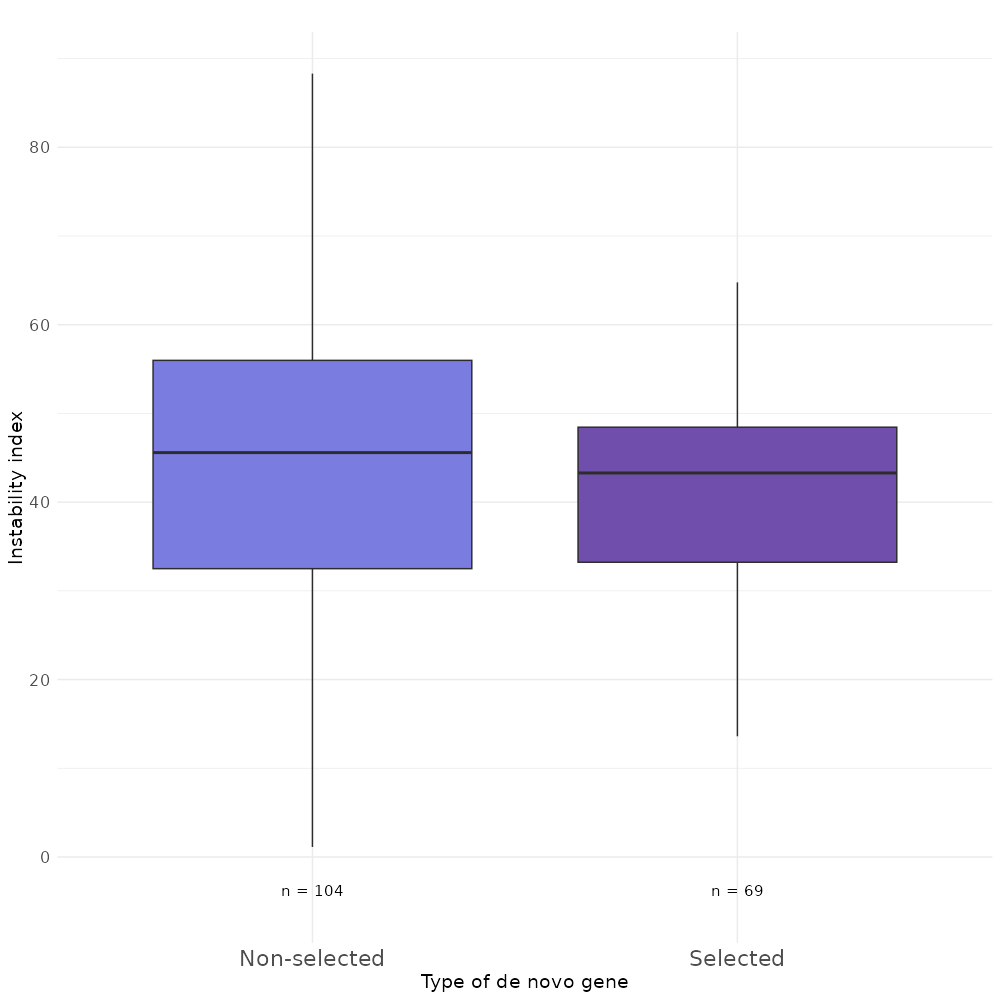 Instability index
80
60
40
20
0
n = 104
n = 69
Non-selected
Selected
Type of de novo gene